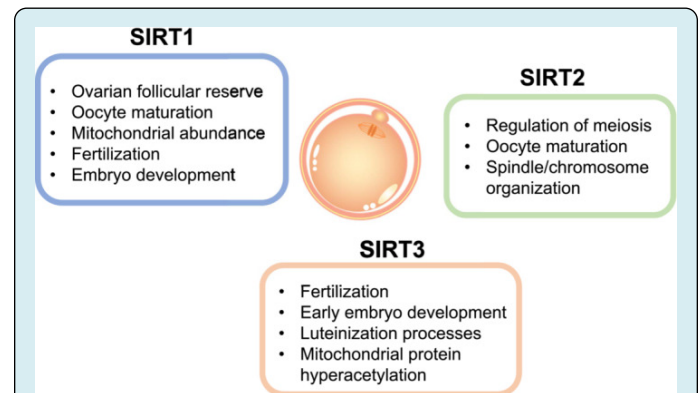 SIRT1
• Ovarian follicular reserve
• Oocyte maturation
• Mitochondrial abundance
• Fertilization
• Embryo development
SIRT2
• Regulation of meiosis
• Oocyte maturation
• Spindle/chromosome
organization
SIRT3
• Fertilization
• Early embryo development
• Luteinization processes
• Mitochondrial protein
hyperacetylation